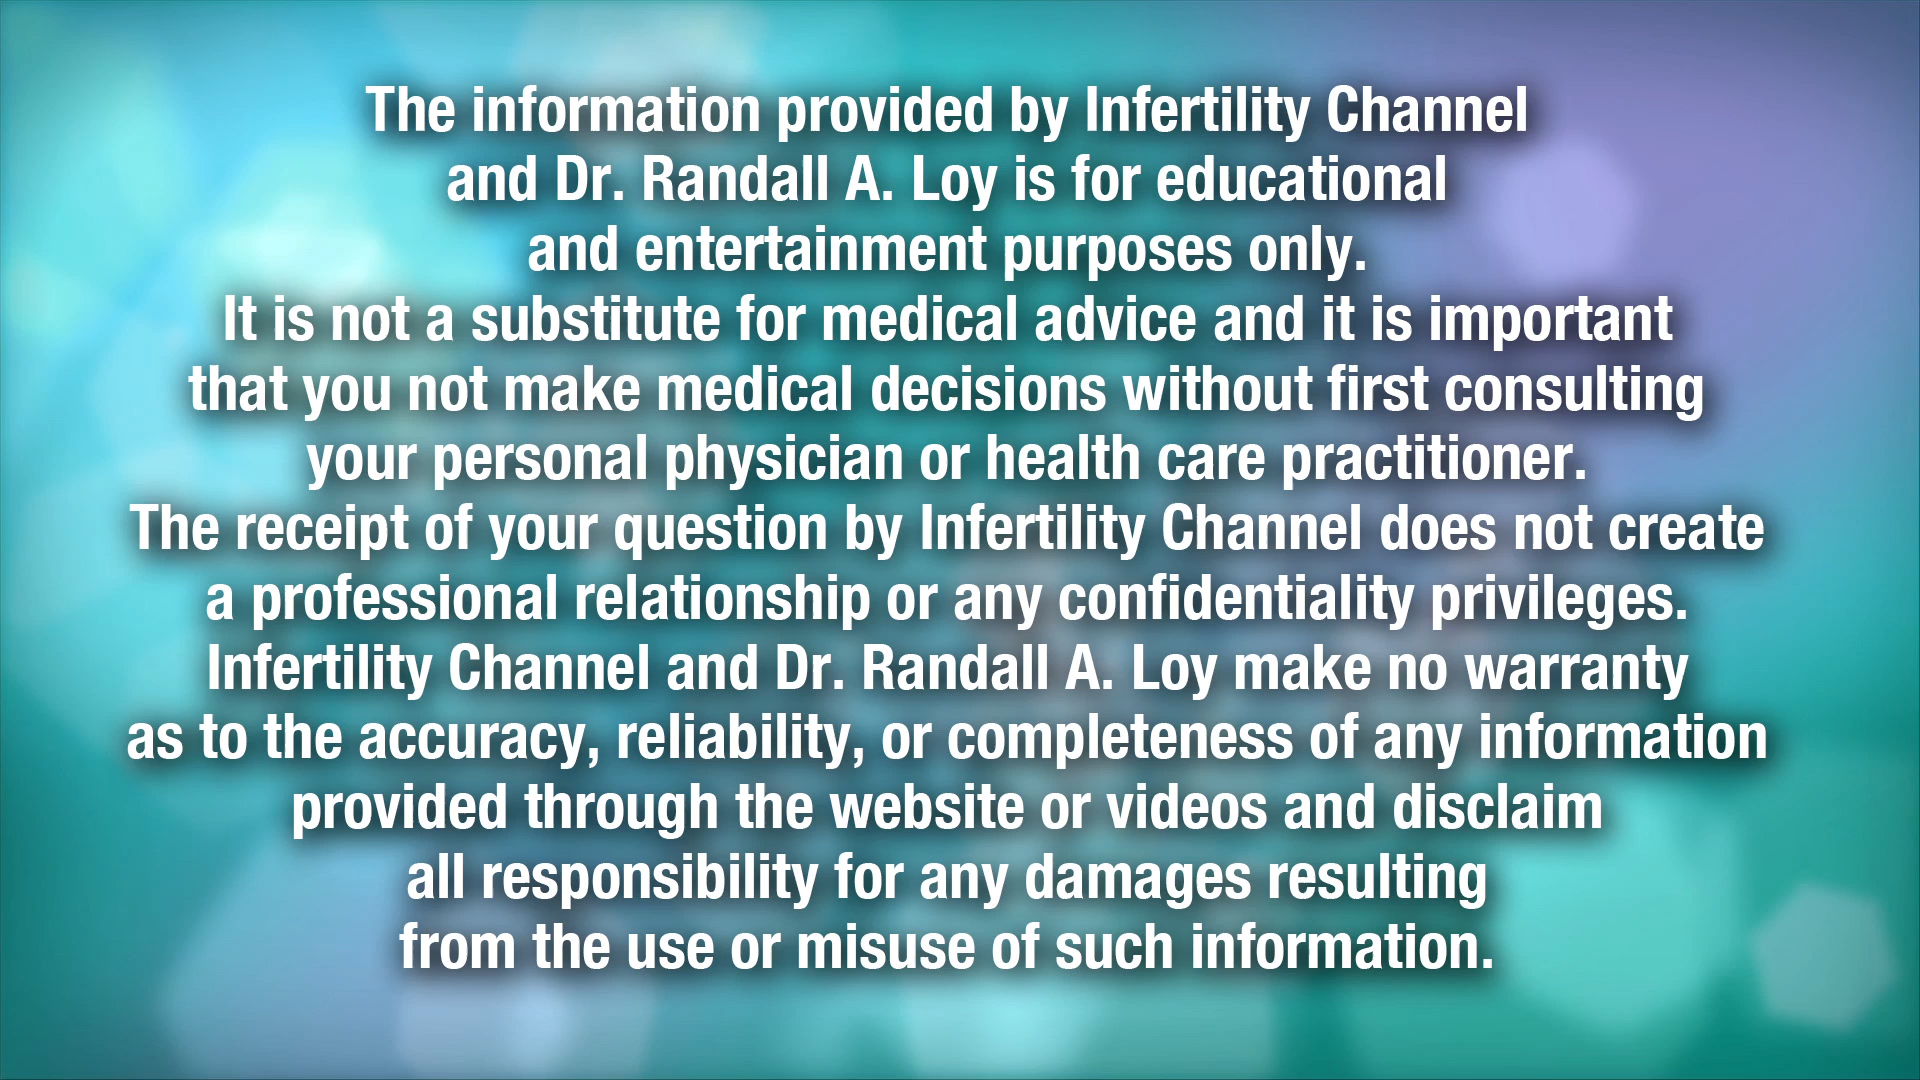 The information provided by Infertility Channel
and Dr. Randall A. Loy is for educational
and entertainment purposes only.
It is not a substitute for medical advice and it is important
that you not make medical decisions without first consulting
your personal physician or health care practitioner.
The receipt of your question by Infertility Channel does not create
a professional relationship or any confidentiality privileges.
Infertility Channel and Dr. Randall A. Loy make no warranty
as to the accuracy, reliability, or completeness of any information
provided through the website or videos and disclaim
all responsibility for any damages resulting
from the use or misuse of such information.